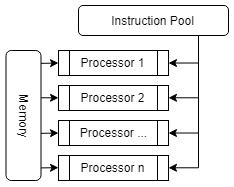 Instruction Pool
Memory
Processor 1
Processor 2
Processor ...
Processor n